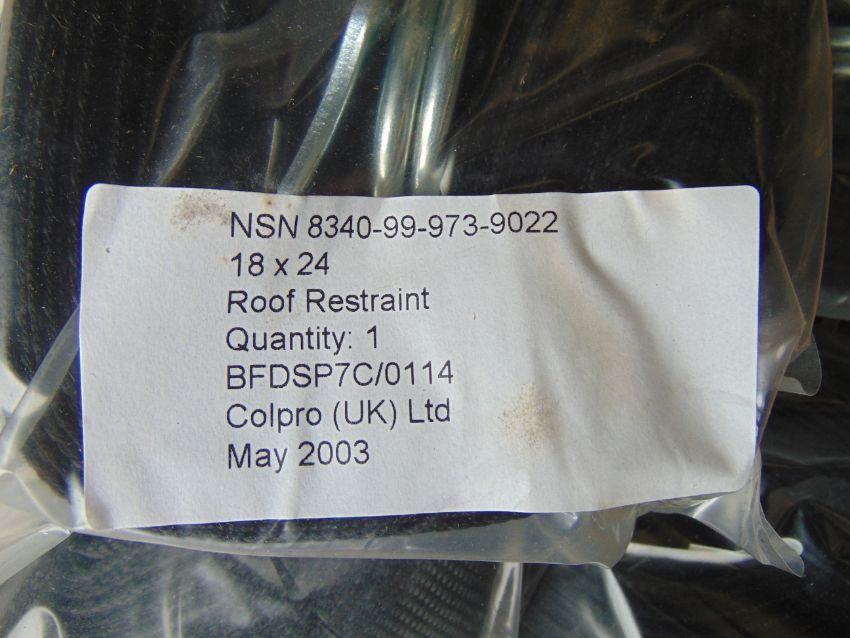 NSN 8340-99-973-9022
18 x 24
Roof Restraint
Quantity: 1
BFDSP7C/0114
Colpro (UK) Ltd
May 2003